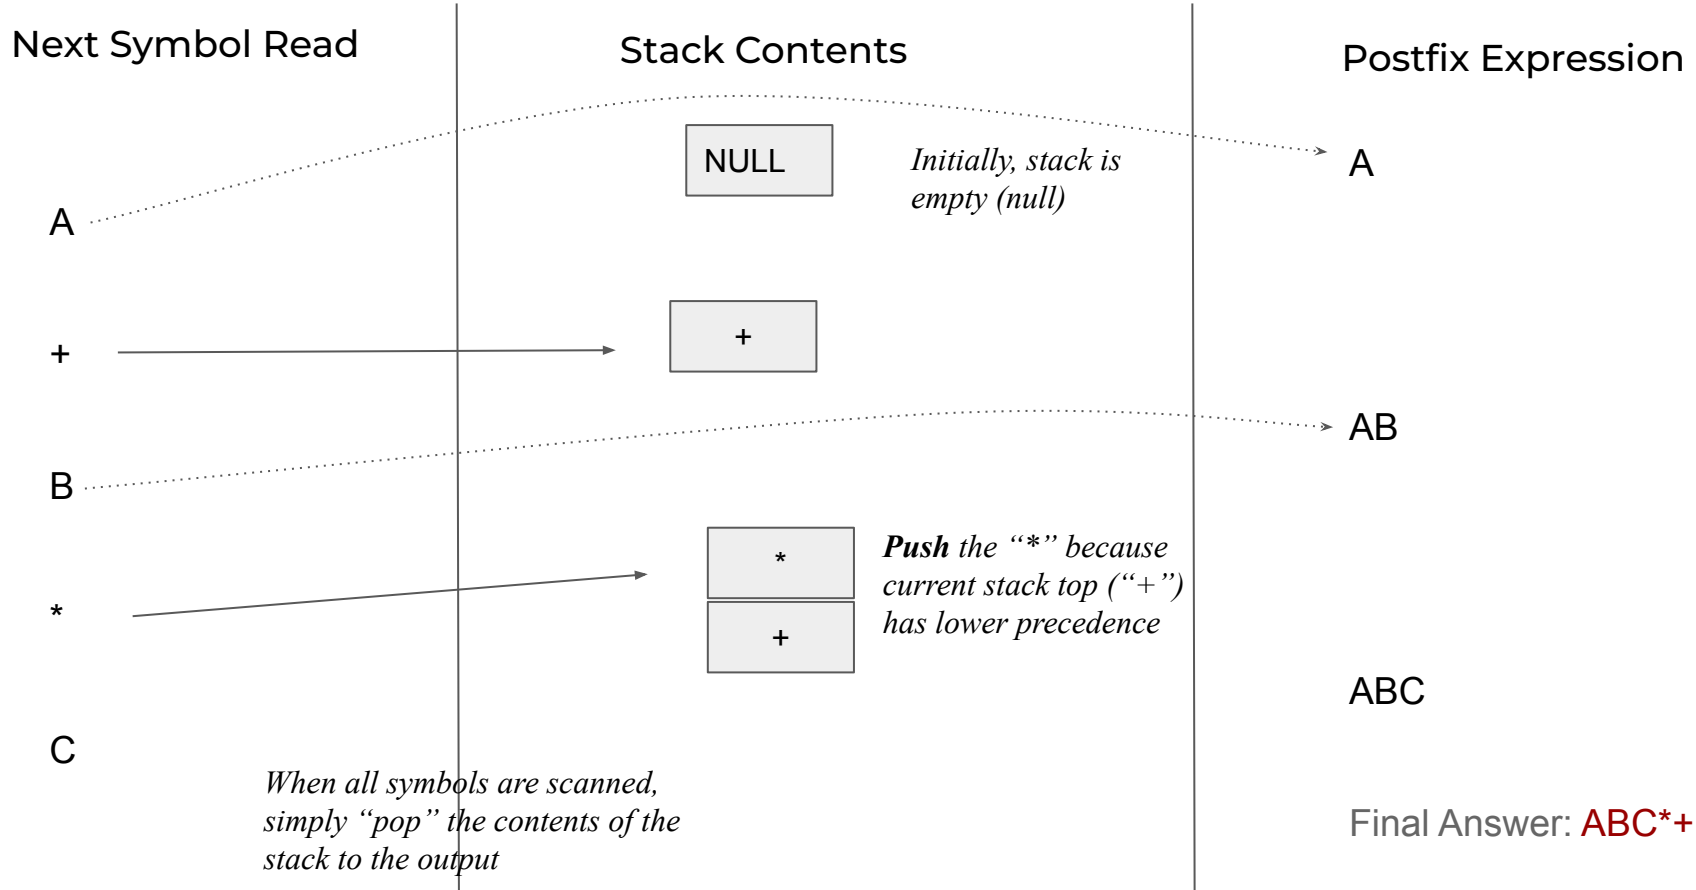 Next Symbol Read
Stack Contents
Postfix Expression
A
NULL
Initially, stack is
empty (null)
A
+
+
B
AB
*
*
+
Push the “*” because
current stack top (“+”)
has lower precedence
C
ABC
When all symbols are scanned,
simply “pop” the contents of the
stack to the output
Final Answer: ABC*+